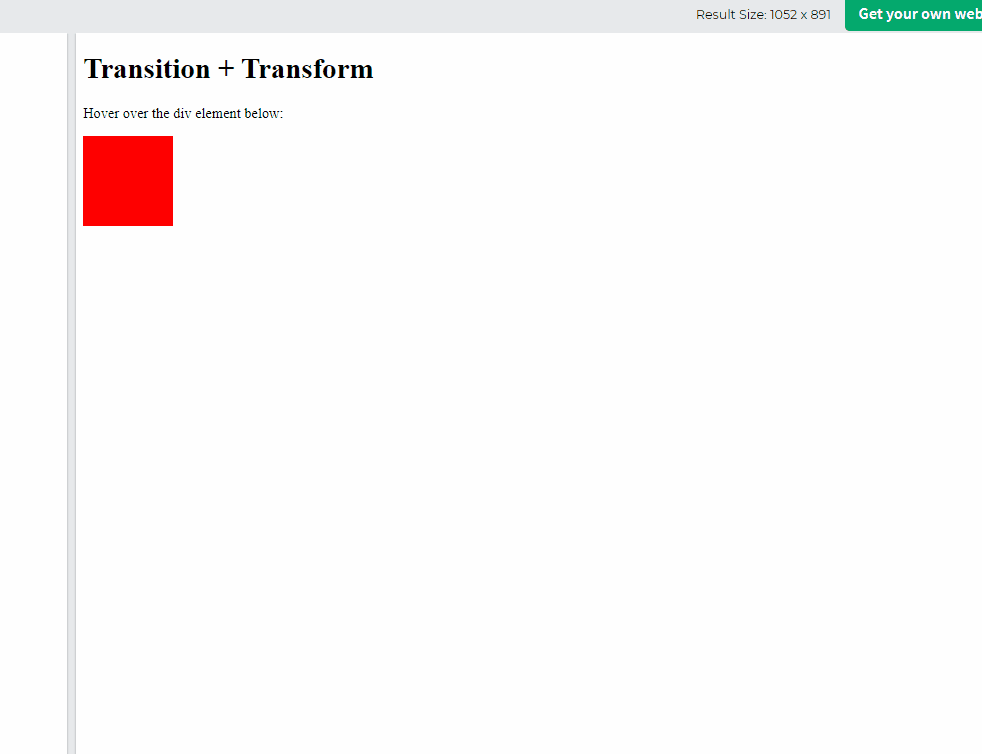 Result Size: 1052 x 891
Get your own web
Transition + Transform
Hover over the div element below: